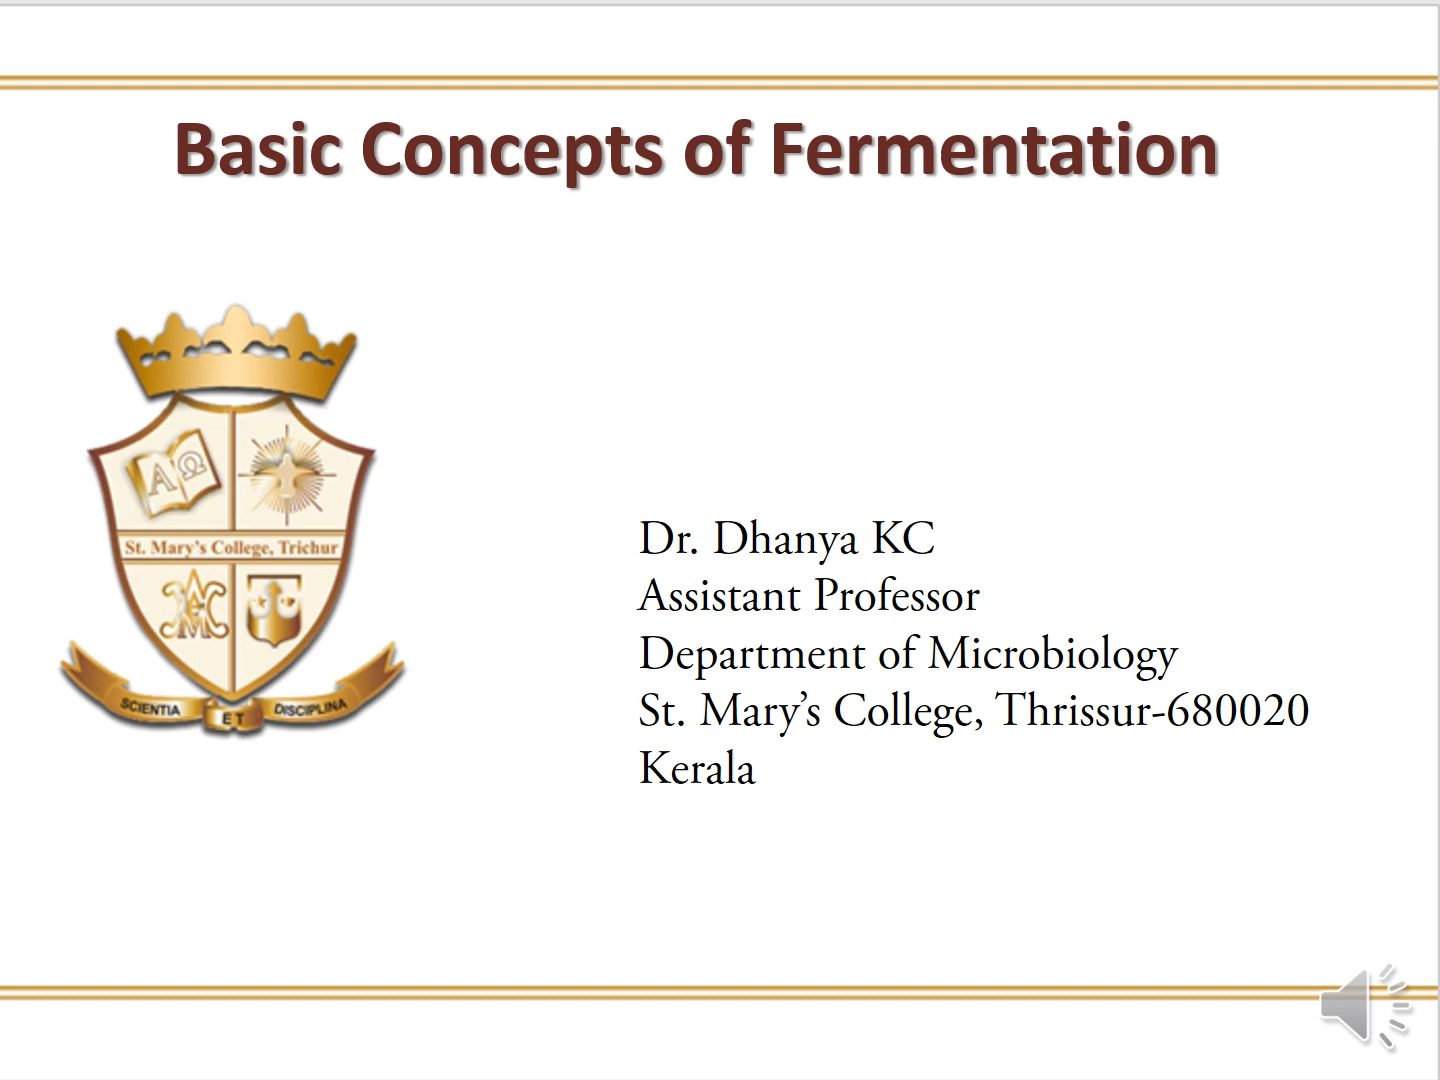 Basic Concepts of Fermentation
Α Ω
St. Mary's College, Trichur
SCIENTIA ET DISCIPLINA
Dr. Dhanya KC
Assistant Professor
Department of Microbiology
St. Mary’s College, Thrissur-680020
Kerala